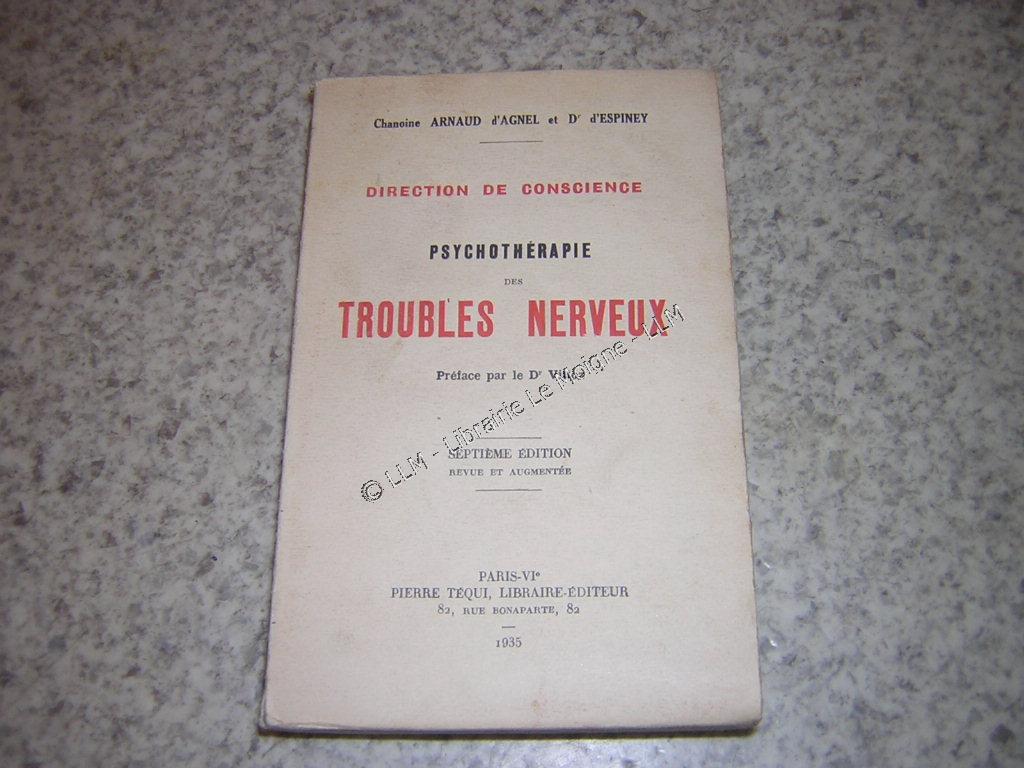 Chanoine ARNAUD d'AGNEL et Dr d'ESPINEY
DIRECTION DE CONSCIENCE
PSYCHOTHÉRAPIE
DES
TROUBLES NERVEUX
Préface par le Dr
© LLM - Librairie Le Moigne - LLM
SEPTIÈME ÉDITION
REVUE ET AUGMENTÉE
PARIS-VIe
PIERRE TÉQUI, LIBRAIRE-ÉDITEUR
82, RUE BONAPARTE, 82
1935